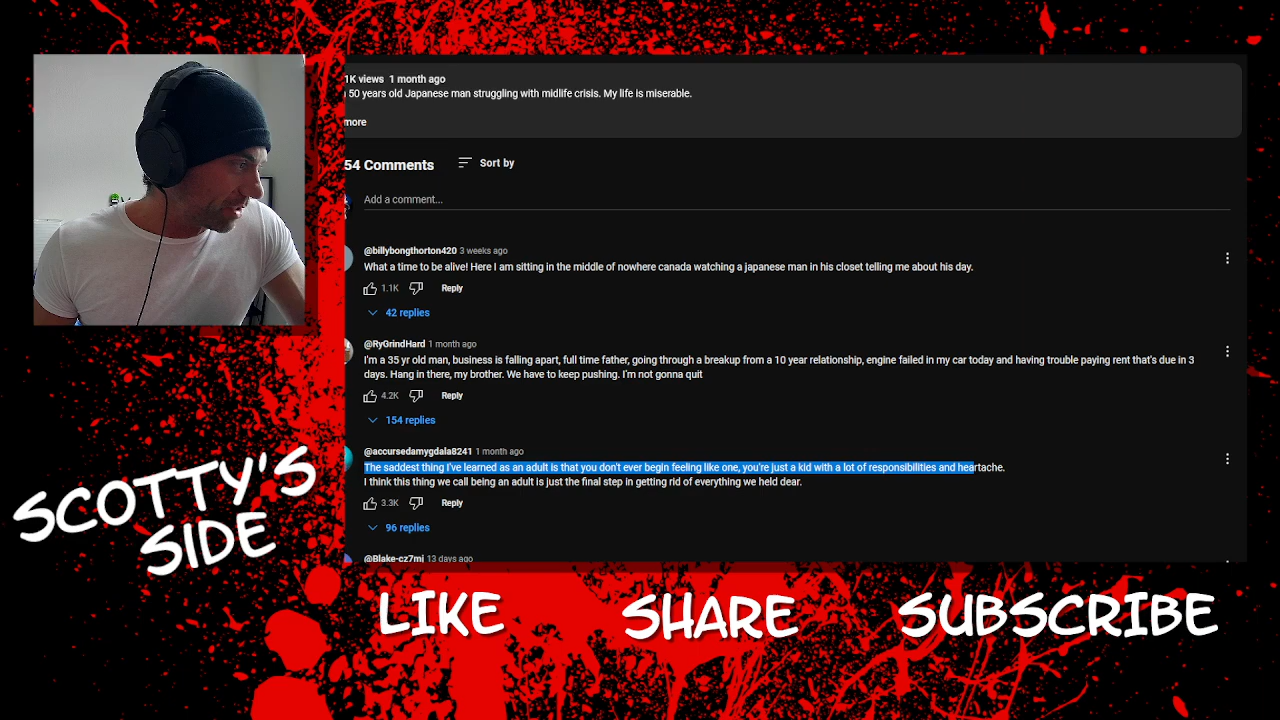 1K views 1 month ago
50 years old Japanese man struggling with midlife crisis. My life is miserable.
more
54 Comments
Sort by
Add a comment...
@billybongthorton420 3 weeks ago
What a time to be alive! Here I am sitting in the middle of nowhere canada watching a japanese man in his closet telling me about his day.
1.1K
Reply
42 replies
@RyGrindHard 1 month ago
I'm a 35 yr old man, business is falling apart, full time father, going through a breakup from a 10 year relationship, engine failed in my car today and having trouble paying rent that's due in 3
days. Hang in there, my brother. We have to keep pushing. I'm not gonna quit
4.2K
Reply
154 replies
@accursedamygdala8241 1 month ago
The saddest thing I've learned as an adult is that you don't ever begin feeling like one, you're just a kid with a lot of responsibilities and heartache.
I think this thing we call being an adult is just the final step in getting rid of everything we held dear.
3.3K
Reply
96 replies
@Blake-cz7mi 13 days ago
SCOTTY'S
SIDE
LIKE
SHARE
SUBSCRIBE